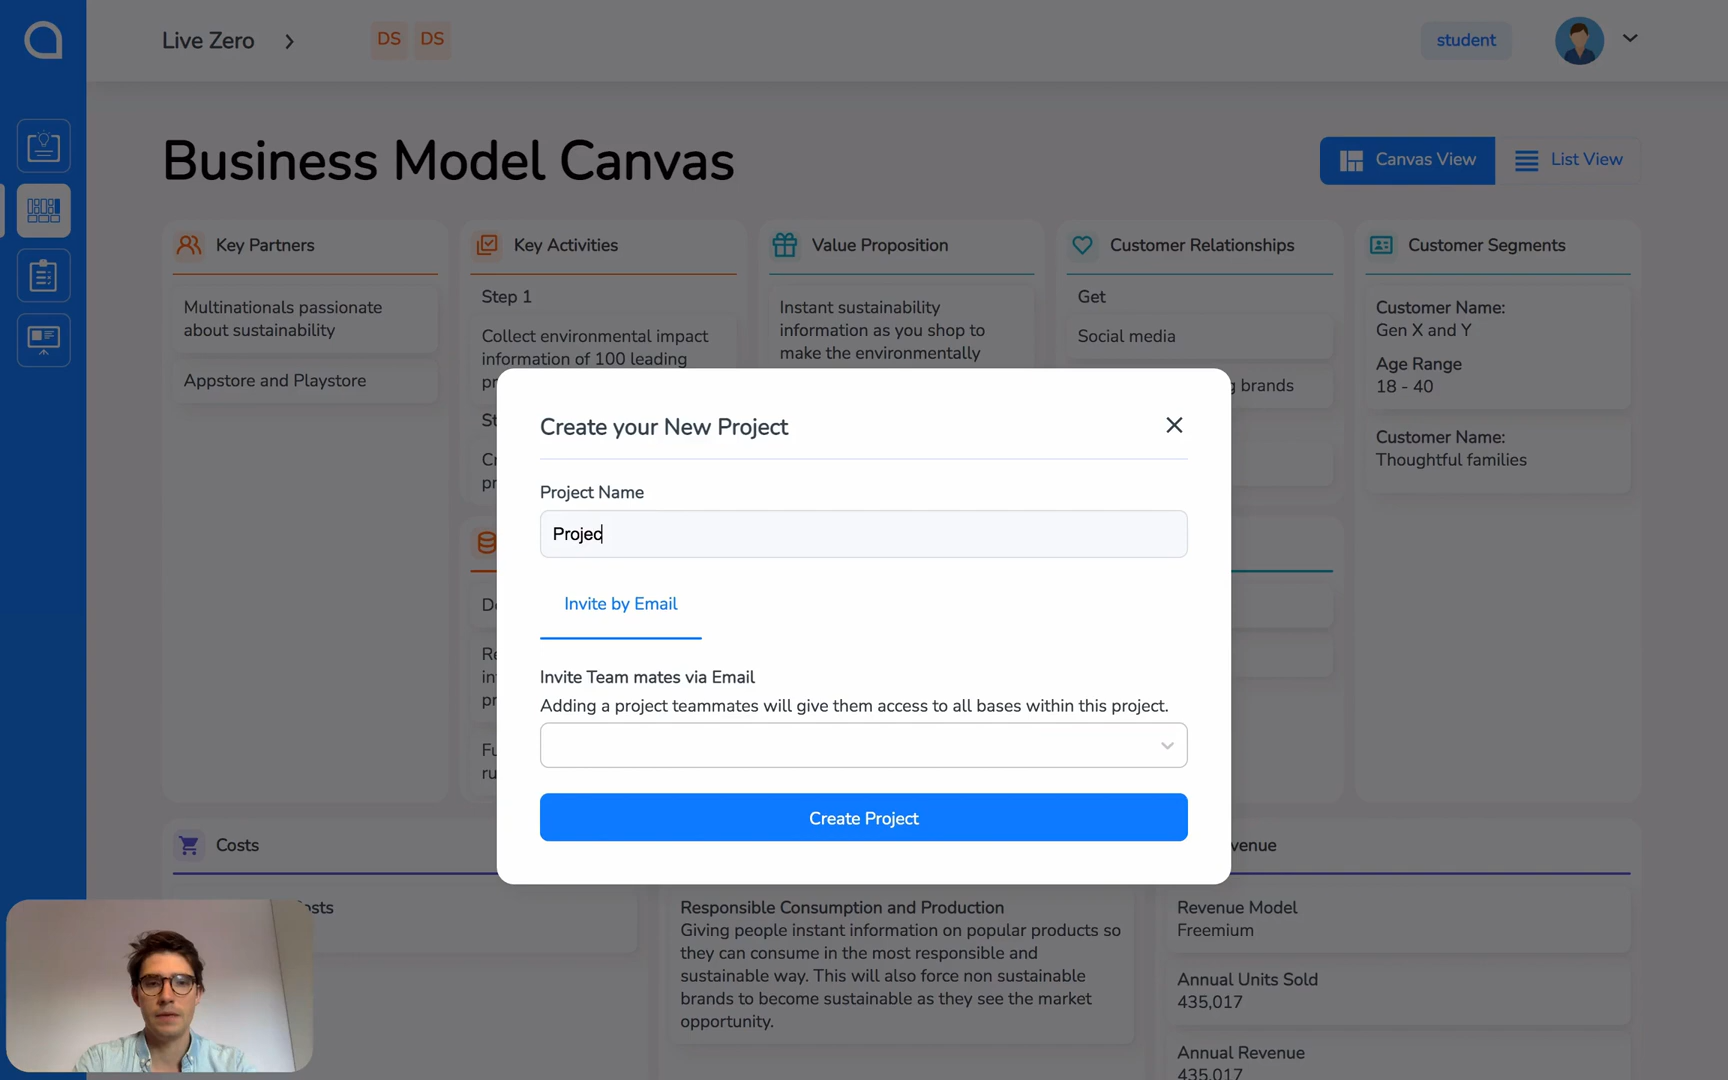 Live Zero
DS DS
student
Business Model Canvas
Canvas View
List View
Key Partners
Multinationals passionate
about sustainability
Appstore and Playstore
Key Activities
Step 1
Collect environmental impact
information of 100 leading
Value Proposition
Instant sustainability
information as you shop to
make the environmentally
Customer Relationships
Get
Social media
brands
Customer Segments
Customer Name:
Gen X and Y
Age Range
18 - 40
Customer Name:
Thoughtful families
Create your New Project
Project Name
Projec
Invite by Email
Invite Team mates via Email
Adding a project teammates will give them access to all bases within this project.
Create Project
Costs
Responsible Consumption and Production
Giving people instant information on popular products so
they can consume in the most responsible and
sustainable way. This will also force non sustainable
brands to become sustainable as they see the market
opportunity.
Revenue Model
Freemium
Annual Units Sold
435,017
Annual Revenue
435,017